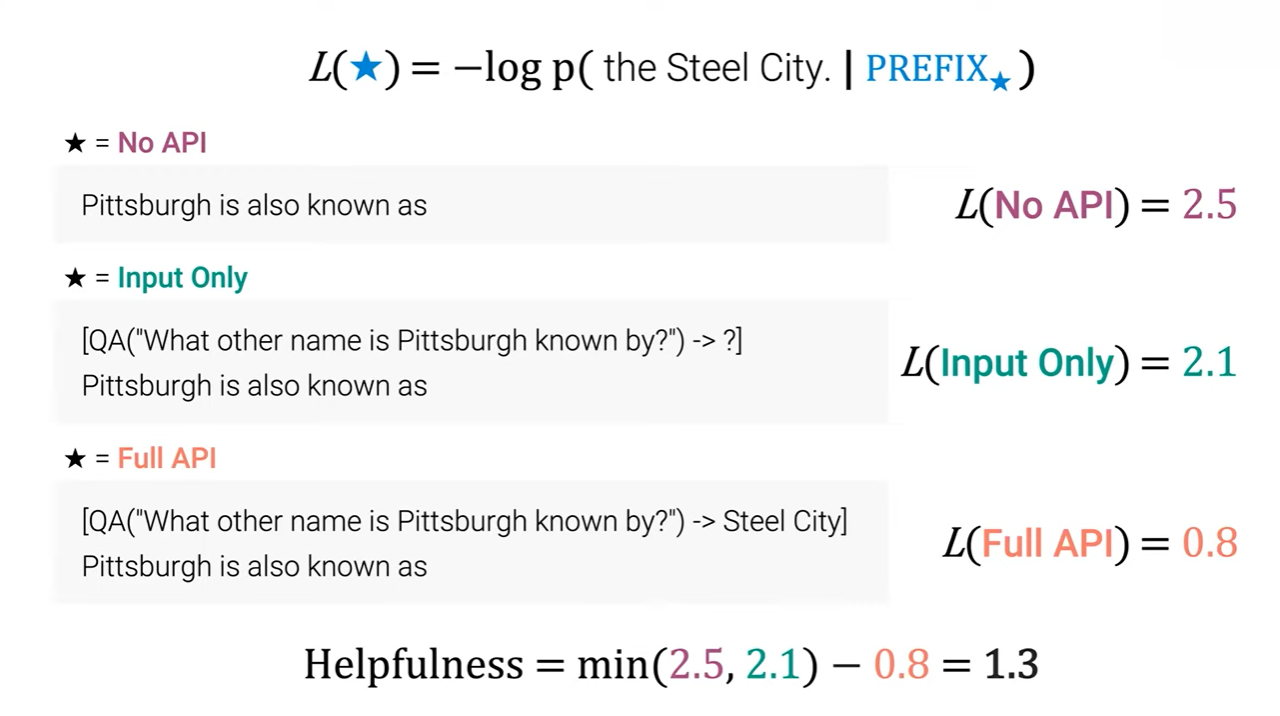 L(★) = −log p( the Steel City. | PREFIX★ )
★ = No API
Pittsburgh is also known as
L(No API) = 2.5
★ = Input Only
[QA("What other name is Pittsburgh known by?") -> ?]
Pittsburgh is also known as
L(Input Only) = 2.1
★ = Full API
[QA("What other name is Pittsburgh known by?") -> Steel City]
Pittsburgh is also known as
L(Full API) = 0.8
Helpfulness = min(2.5, 2.1) − 0.8 = 1.3